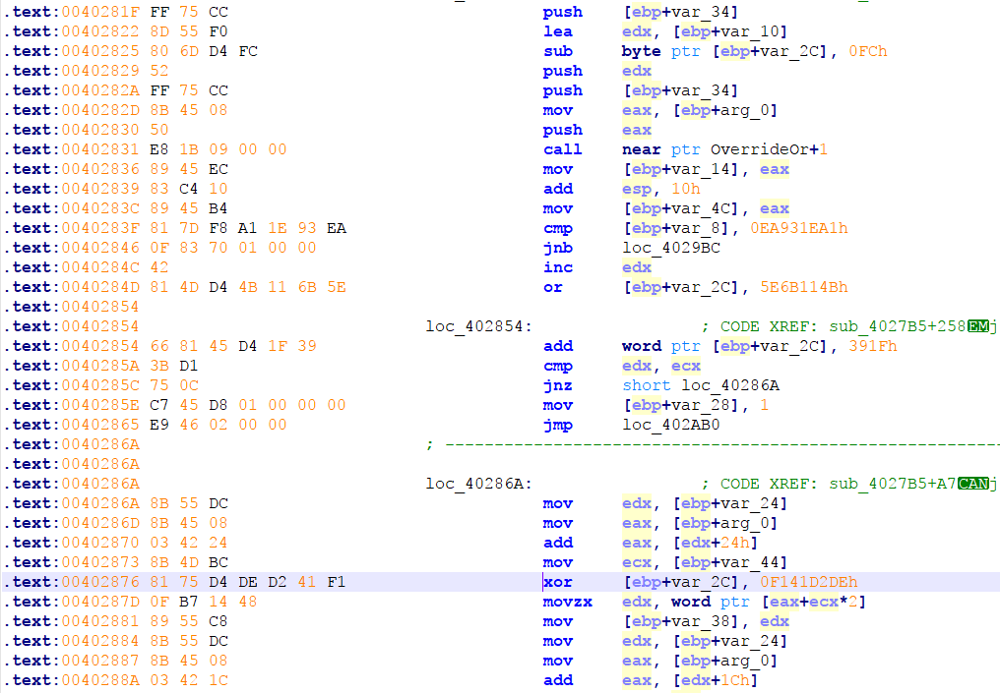 .text:0040281F FF 75 CC push [ebp+var_34]
.text:00402822 8D 55 F0 lea edx, [ebp+var_10]
.text:00402825 80 6D D4 FC sub byte ptr [ebp+var_2C], 0FCh
.text:00402829 52 push edx
.text:0040282A FF 75 CC push [ebp+var_34]
.text:0040282D 8B 45 08 mov eax, [ebp+arg_0]
.text:00402830 50 push eax
.text:00402831 E8 1B 09 00 00 call near ptr OverrideOr+1
.text:00402836 89 45 EC mov [ebp+var_14], eax
.text:00402839 83 C4 10 add esp, 10h
.text:0040283C 89 45 B4 mov [ebp+var_4C], eax
.text:0040283F 81 7D F8 A1 1E 93 EA cmp [ebp+var_8], 0EA931EA1h
.text:00402846 0F 83 70 01 00 00 jnb loc_4029BC
.text:0040284C 42 inc edx
.text:0040284D 81 4D D4 4B 11 6B 5E or [ebp+var_2C], 5E6B114Bh
.text:00402854
.text:00402854 loc_402854: ; CODE XREF: sub_4027B5+258EMj
.text:00402854 66 81 45 D4 1F 39 add word ptr [ebp+var_2C], 391Fh
.text:0040285A 3B D1 cmp edx, ecx
.text:0040285C 75 0C jnz short loc_40286A
.text:0040285E C7 45 D8 01 00 00 00 mov [ebp+var_28], 1
.text:00402865 E9 46 02 00 00 jmp loc_402AB0
.text:0040286A ; ---------------------------------------------------------
.text:0040286A
.text:0040286A loc_40286A: ; CODE XREF: sub_4027B5+A7CANj
.text:0040286A 8B 55 DC mov edx, [ebp+var_24]
.text:0040286D 8B 45 08 mov eax, [ebp+arg_0]
.text:00402870 03 42 24 add eax, [edx+24h]
.text:00402873 8B 4D BC mov ecx, [ebp+var_44]
.text:00402876 81 75 D4 DE D2 41 F1 xor [ebp+var_2C], 0F141D2DEh
.text:0040287D 0F B7 14 48 movzx edx, word ptr [eax+ecx*2]
.text:00402881 89 55 C8 mov [ebp+var_38], edx
.text:00402884 8B 55 DC mov edx, [ebp+var_24]
.text:00402887 8B 45 08 mov eax, [ebp+arg_0]
.text:0040288A 03 42 1C add eax, [edx+1Ch]